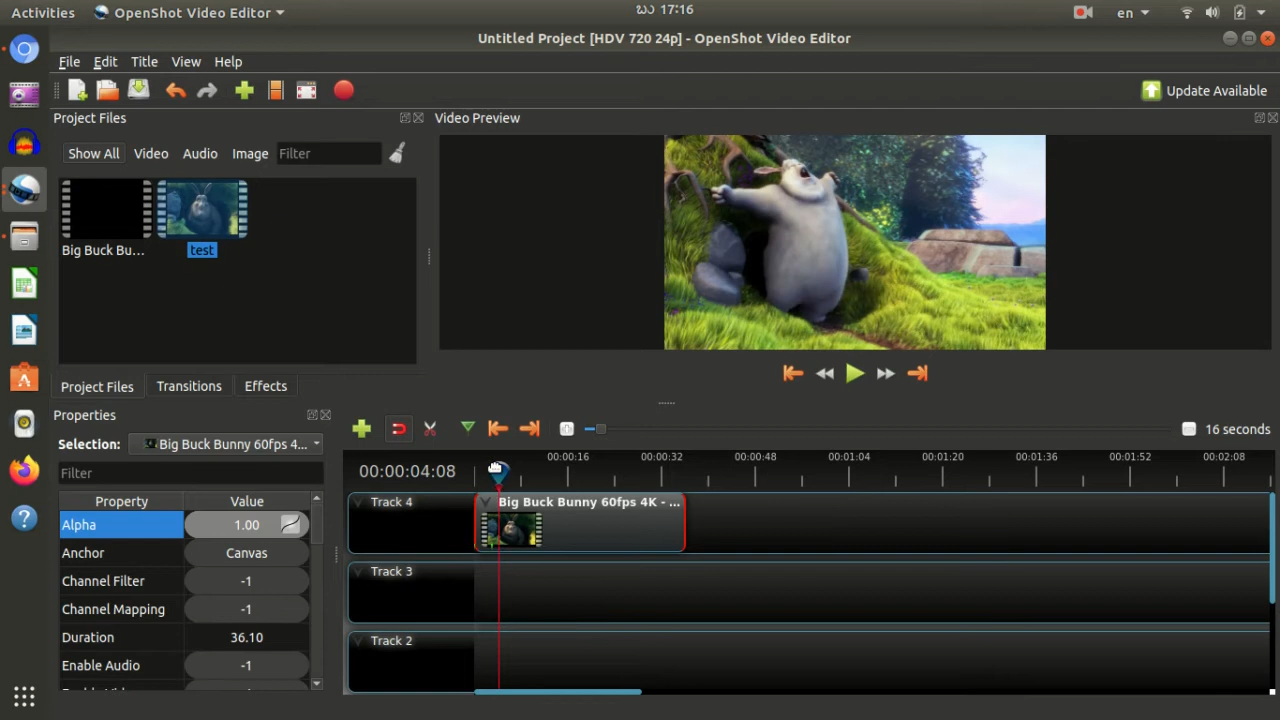 Activities
OpenShot Video Editor
შაბ 17:16
en
Untitled Project [HDV 720 24p] - OpenShot Video Editor
File Edit Title View Help
Update Available
Project Files
Video Preview
Show All Video Audio Image Filter
Big Buck Bu...
test
Project Files Transitions Effects
Properties
Selection: Big Buck Bunny 60fps 4...
Filter
Property Value
Alpha 1.00
Anchor Canvas
Channel Filter -1
Channel Mapping -1
Duration 36.10
Enable Audio -1
16 seconds
00:00:04:08
00:00:16 00:00:32 00:00:48 00:01:04 00:01:20 00:01:36 00:01:52 00:02:08
Track 4
Big Buck Bunny 60fps 4K - ...
Track 3
Track 2